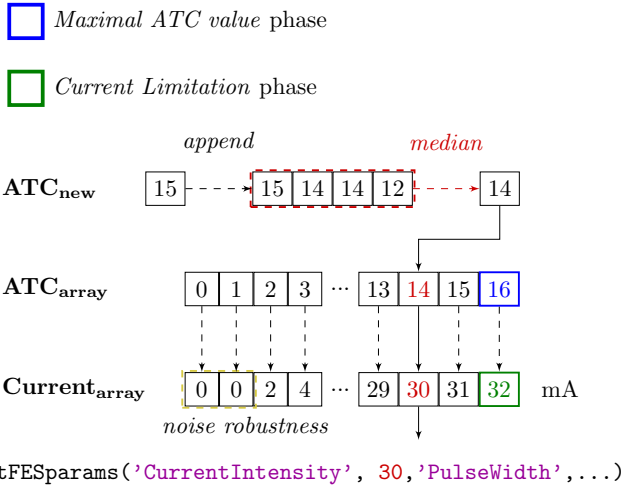 Maximal ATC value phase
Current Limitation phase
append median
ATCnew 15 15 14 14 12 14
ATCarray 0 1 2 3 ... 13 14 15 16
Currentarray 0 0 2 4 ... 29 30 31 32 mA
noise robustness
tFESparams('CurrentIntensity', 30,'PulseWidth',...)